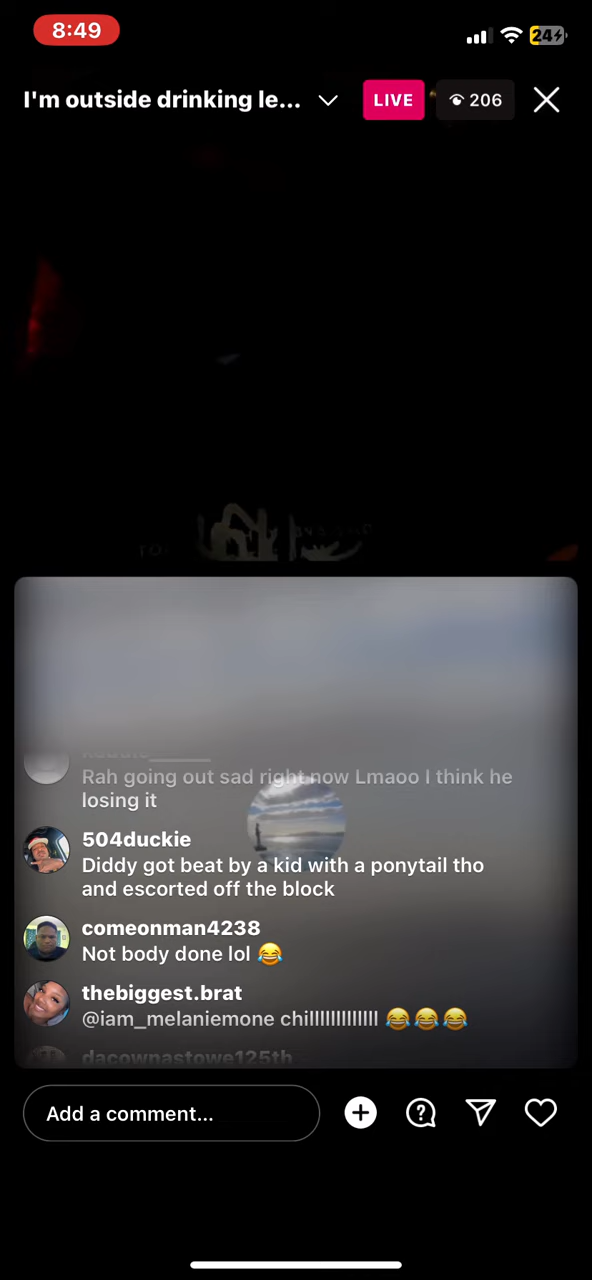 8:49
24
I'm outside drinking le...
LIVE
206
TO
Rah going out sad right now Lmaoo I think he
losing it
504duckie
Diddy got beat by a kid with a ponytail tho
and escorted off the block
comeonman4238
Not body done lol 😂
thebiggest.brat
@iam_melaniemone chilllllllllllll 😂😂😂
dacownastowe125th
Add a comment...